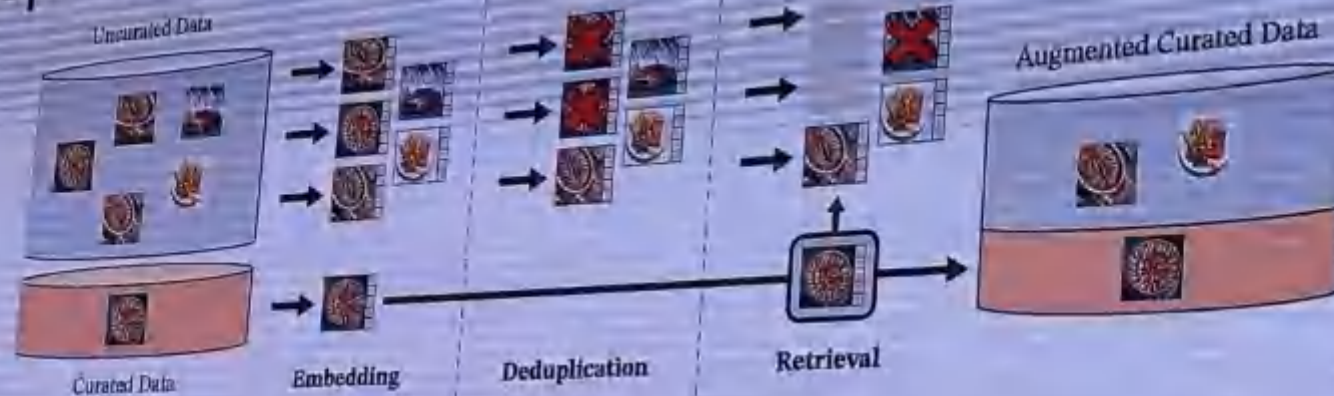 Uncurated Data
Augmented Curated Data
Curated Data
Embedding
Deduplication
Retrieval